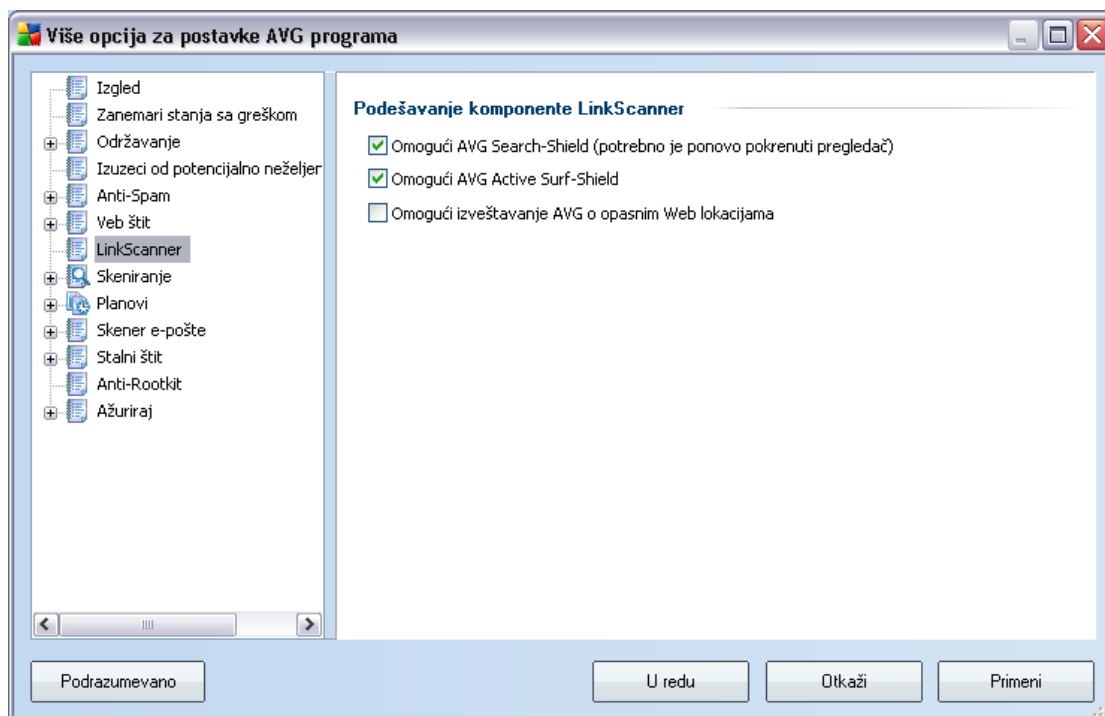 Više opcija za postavke AVG programa
Izgled
Zanemari stanja sa greškom
Održavanje
Izuzeci od potencijalno neželjer
Anti-Spam
Veb štit
LinkScanner
Skeniranje
Planovi
Skener e-pošte
Stalni štit
Anti-Rootkit
Ažuriraj
Podešavanje komponente LinkScanner
Omogući AVG Search-Shield (potrebno je ponovo pokrenuti pregledač)
Omogući AVG Active Surf-Shield
Omogući izveštavanje AVG o opasnim Web lokacijama
Podrazumevano
U redu
Otkaži
Primeni